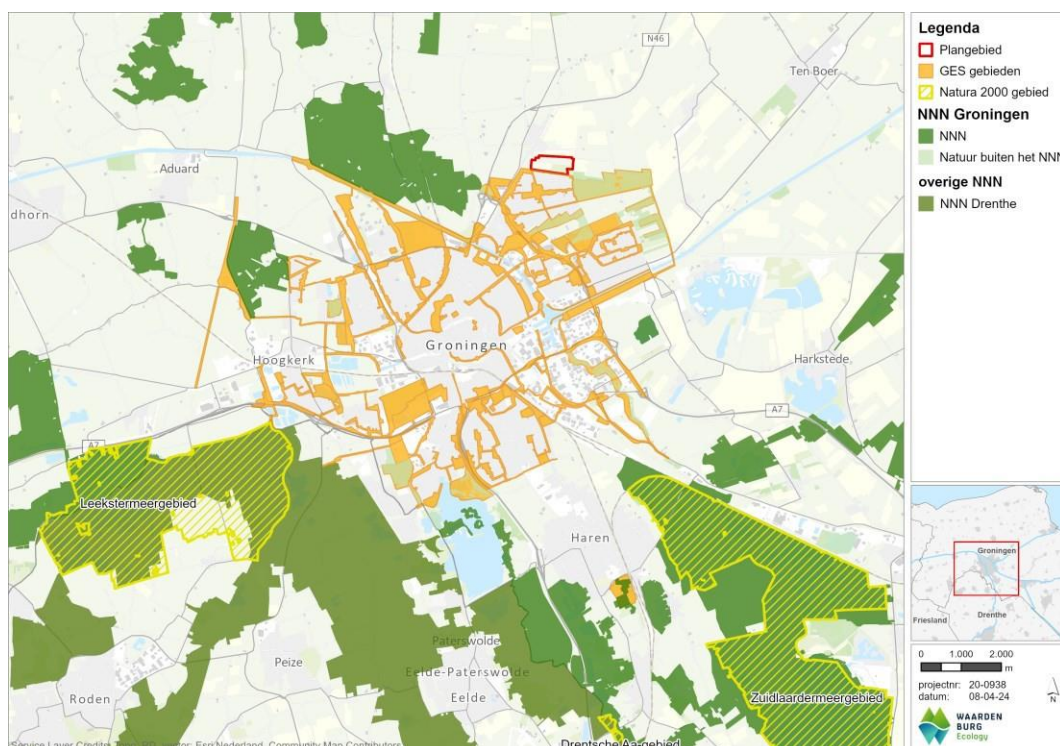 N46
Ten Boer
Aduard
dhorn
Groningen
Hoogkerk
Harkstede
A7
A7
Leekstermeergebied
Haren
Paterswolde
Peize
Eelde-Paterswolde
Eelde
Roden
Zuidlaardermeergebied
Drentsche Aa-gebied
Legenda
Plangebied
GES gebieden
Natura 2000 gebied
NNN Groningen
NNN
Natuur buiten het NNN
overige NNN
NNN Drenthe
Groningen
Friesland
Drenthe
0 1.000 2.000
m
projectnr: 20-0938
datum: 08-04-24
N
WAARDEN
BURG
Ecology